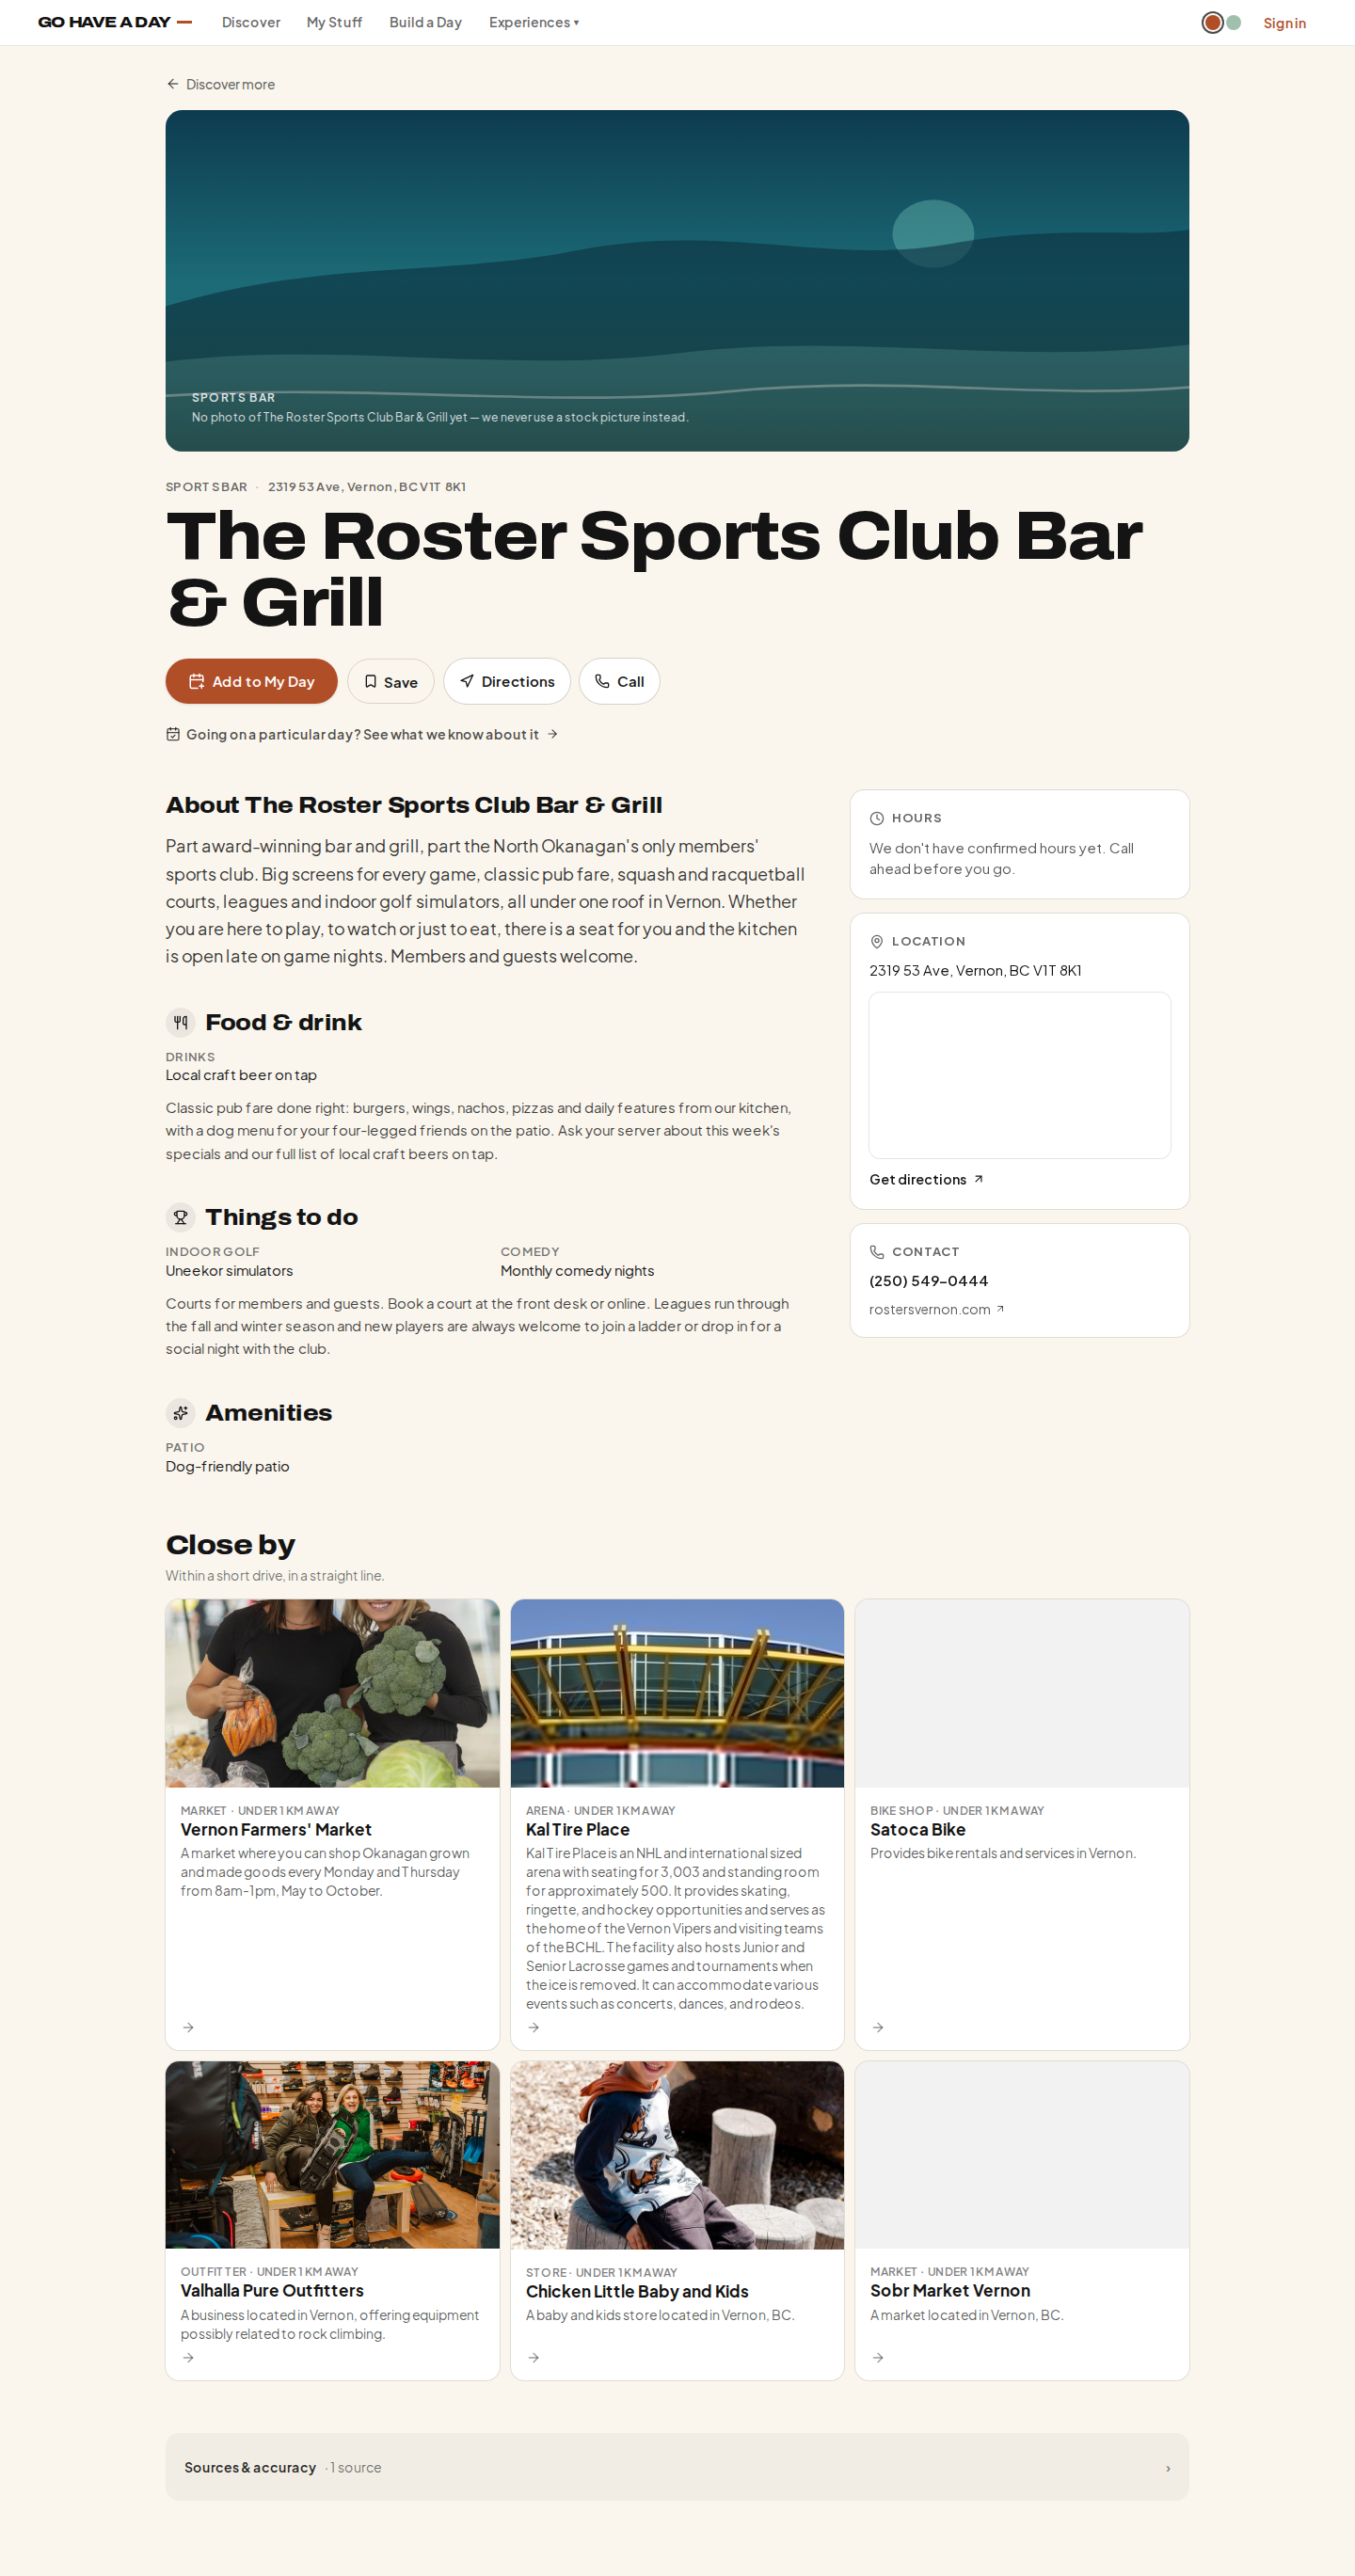 GO HAVE A DAY
Discover
My Stuff
Build a Day
Experiences ▾
Sign in
← Discover more
SPORTS BAR
No photo of The Roster Sports Club Bar & Grill yet — we never use a stock picture instead.
SPORTS BAR · 2319 53 Ave, Vernon, BC V1T 8K1
The Roster Sports Club Bar
& Grill
Add to My Day
Save
Directions
Call
Going on a particular day? See what we know about it →
About The Roster Sports Club Bar & Grill
Part award-winning bar and grill, part the North Okanagan's only members'
sports club. Big screens for every game, classic pub fare, squash and racquetball
courts, leagues and indoor golf simulators, all under one roof in Vernon. Whether
you are here to play, to watch or just to eat, there is a seat for you and the kitchen
is open late on game nights. Members and guests welcome.
Food & drink
DRINKS
Local craft beer on tap
Classic pub fare done right: burgers, wings, nachos, pizzas and daily features from our kitchen,
with a dog menu for your four-legged friends on the patio. Ask your server about this week's
specials and our full list of local craft beers on tap.
Things to do
INDOOR GOLF
Uneekor simulators
COMEDY
Monthly comedy nights
Courts for members and guests. Book a court at the front desk or online. Leagues run through
the fall and winter season and new players are always welcome to join a ladder or drop in for a
social night with the club.
Amenities
PATIO
Dog-friendly patio
HOURS
We don't have confirmed hours yet. Call
ahead before you go.
LOCATION
2319 53 Ave, Vernon, BC V1T 8K1
Get directions ↗
CONTACT
(250) 549-0444
rostersvernon.com ↗
Close by
Within a short drive, in a straight line.
MARKET · UNDER 1 KM AWAY
Vernon Farmers' Market
A market where you can shop Okanagan grown
and made goods every Monday and Thursday
from 8am-1pm, May to October.
→
ARENA · UNDER 1 KM AWAY
Kal Tire Place
Kal Tire Place is an NHL and international sized
arena with seating for 3,003 and standing room
for approximately 500. It provides skating,
ringette, and hockey opportunities and serves as
the home of the Vernon Vipers and visiting teams
of the BCHL. The facility also hosts Junior and
Senior Lacrosse games and tournaments when
the ice is removed. It can accommodate various
events such as concerts, dances, and rodeos.
→
BIKE SHOP · UNDER 1 KM AWAY
Satoca Bike
Provides bike rentals and services in Vernon.
→
OUTFITTER · UNDER 1 KM AWAY
Valhalla Pure Outfitters
A business located in Vernon, offering equipment
possibly related to rock climbing.
→
STORE · UNDER 1 KM AWAY
Chicken Little Baby and Kids
A baby and kids store located in Vernon, BC.
→
MARKET · UNDER 1 KM AWAY
Sobr Market Vernon
A market located in Vernon, BC.
→
Sources & accuracy · 1 source ›